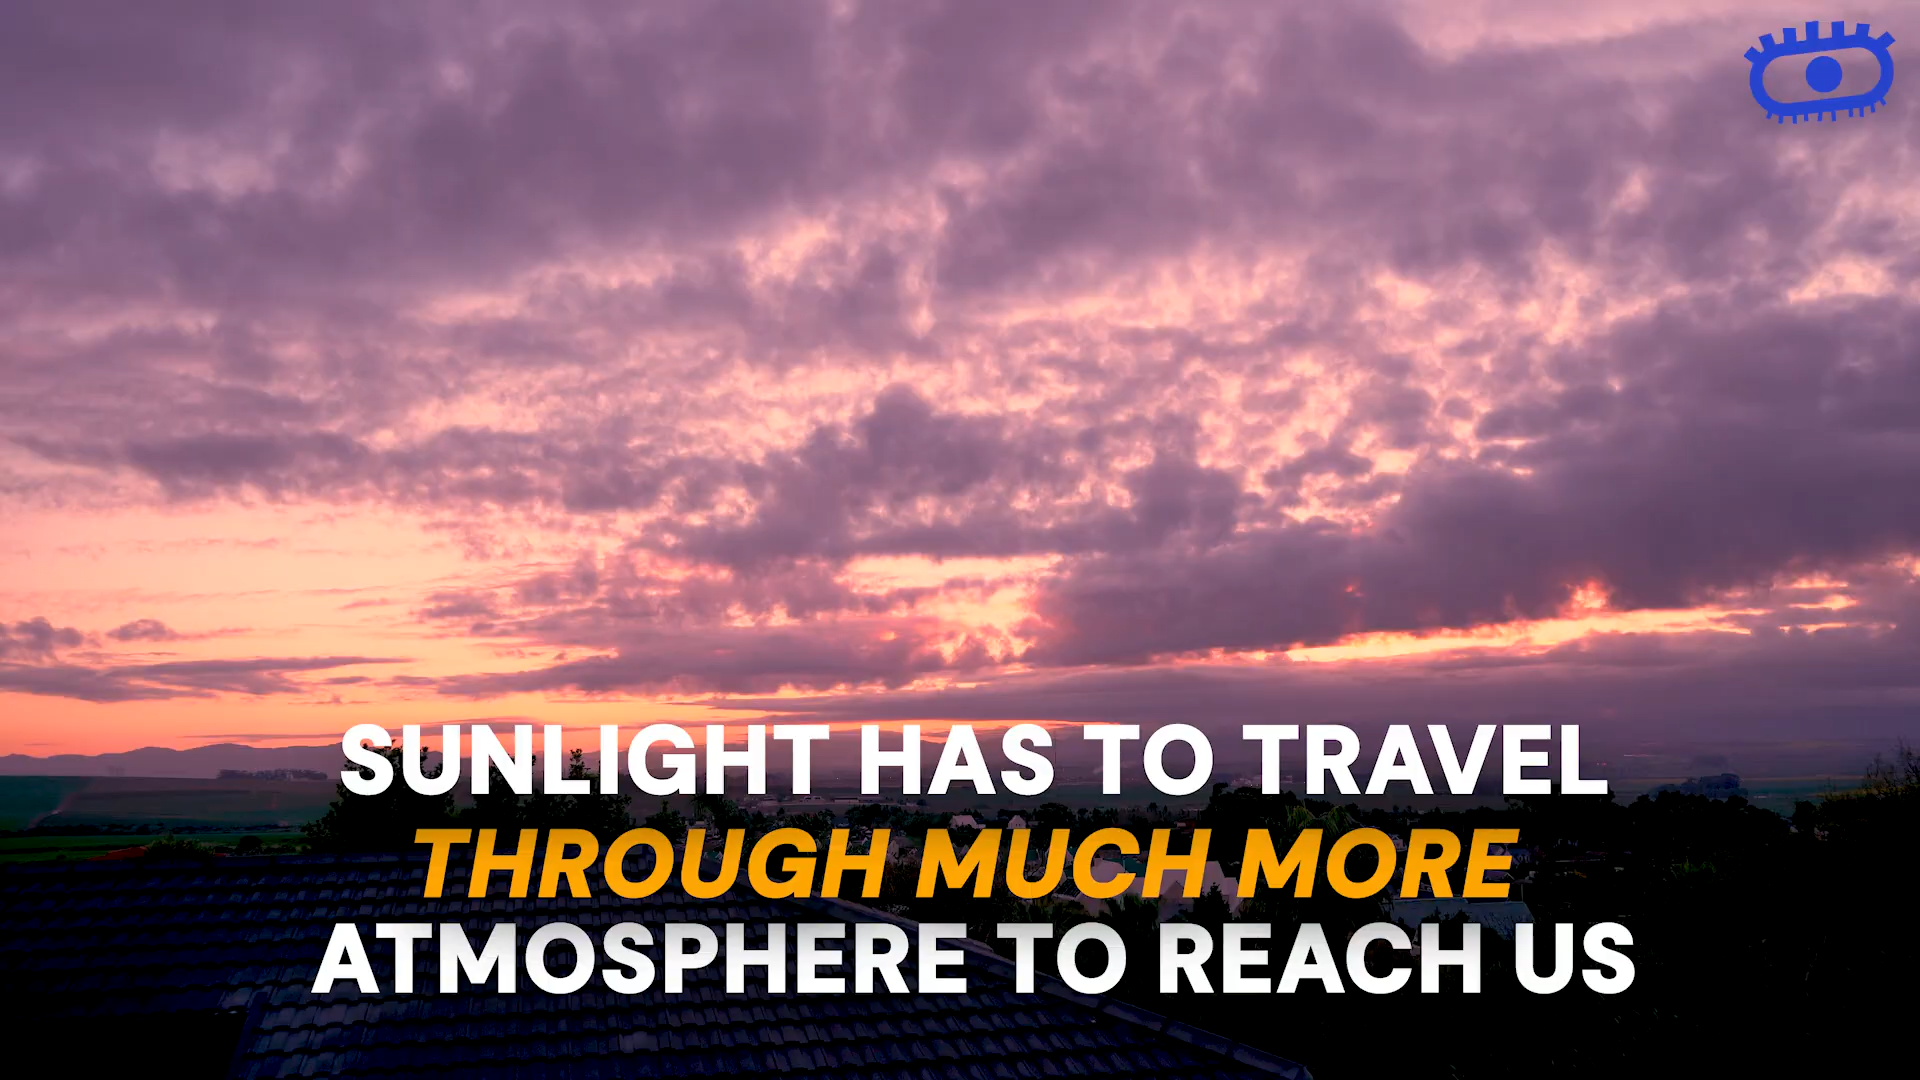 SUNLIGHT HAS TO TRAVEL
THROUGH MUCH MORE
ATMOSPHERE TO REACH US